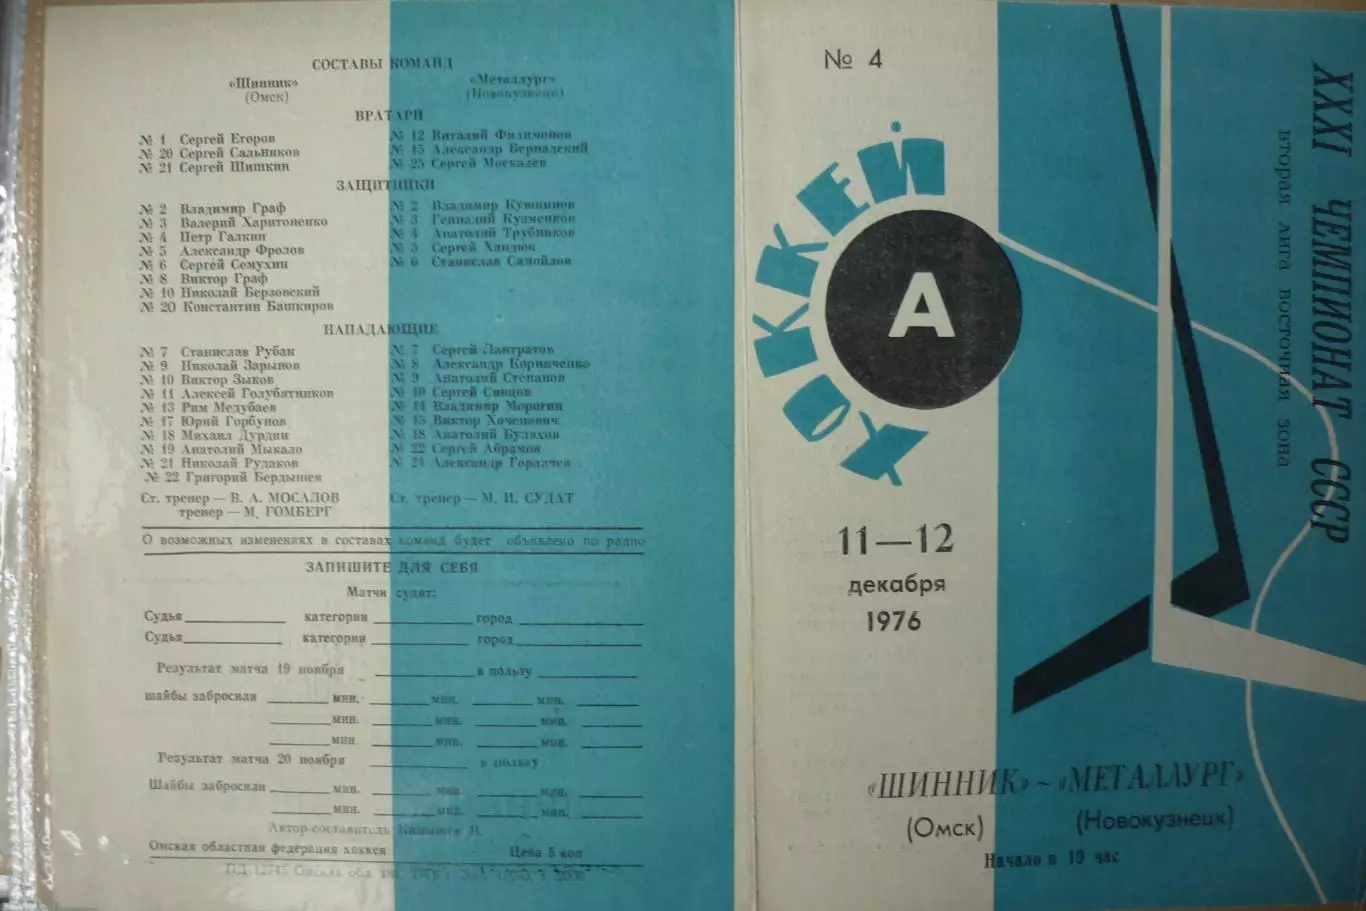 СОСТАВЫ КОМАНД
«Шинник» «Металлург»
(Омск) (Новокузнецк)
ВРАТАРИ
№ 1 Сергей Егоров № 12 Виталий Филимонов
№ 20 Сергей Сальников № 15 Александр Вернадский
№ 21 Сергей Шишкин № 25 Сергей Москалев
ЗАЩИТНИКИ
№ 2 Владимир Граф № 2 Владимир
№ 3 Валерий Харитоненко № 3 Геннадий Кузменков
№ 4 Петр Галкин № 4 Анатолий Трубников
№ 5 Александр Фролов № 5 Сергей
№ 6 Сергей Семухин № 6 Станислав Самойлов
№ 8 Виктор Граф
№ 10 Николай Берзовский
№ 20 Константин Башкиров
НАПАДАЮЩИЕ
№ 7 Станислав Рубан № 7 Сергей Лантратов
№ 9 Николай Зарынов № 8 Александр Корниченко
№ 10 Виктор Зыков № 9 Анатолий Степанов
№ 11 Алексей Голубятников № 10 Сергей Сивцов
№ 13 Рим Медубаев № 14 Владимир
№ 17 Юрий Горбунов № 15 Виктор
№ 18 Михаил Дурдин № 18 Анатолий Булахов
№ 19 Анатолий Мыкало № 22 Сергей Абрамов
№ 21 Николай Рудаков № 24 Александр
№ 22 Григорий Бердышев
Ст. тренер — В. А. МОСАЛОВ Ст. тренер — М. И. СУДАТ
тренер — М. ГОМБЕРГ
О возможных изменениях в составах команд будет объявлено по радио
ЗАПИШИТЕ ДЛЯ СЕБЯ
Матчи судят:
Судья категории город
Судья категории город
Результат матча 19 ноября в пользу
шайбы забросили мин. мин. мин.
мин. мин. мин.
мин. мин. мин.
Результат матча 20 ноября в пользу
Шайбы забросили мин. мин. мин.
мин. мин. мин.
Автор-составитель Камышев В.
Омская областная федерация хоккея Цена 5 коп
ПД 12745 Омск
№ 4
ХОККЕЙ
А
11—12
декабря
1976
XXXI ЧЕМПИОНАТ СССР
вторая лига восточная зона
«ШИННИК» ~ «МЕТАЛЛУРГ»
(Омск) (Новокузнецк)
Начало в 19 час